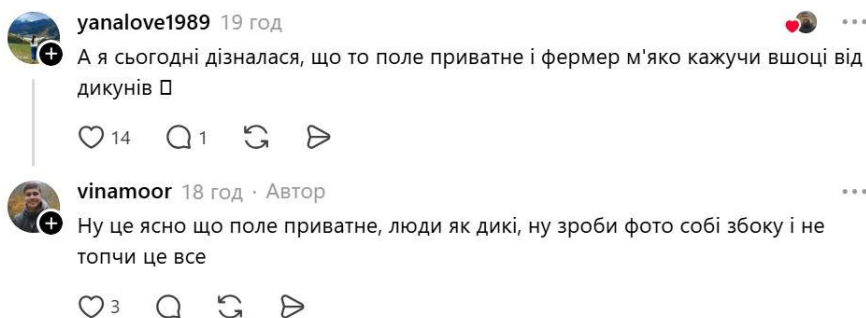 yanalove1989 19 год
А я сьогодні дізналася, що то поле приватне і фермер м'яко кажучи вшоці від
дикунів
14 1
vinamoor 18 год · Автор
Ну це ясно що поле приватне, люди як дикі, ну зроби фото собі збоку і не
топчи це все
3